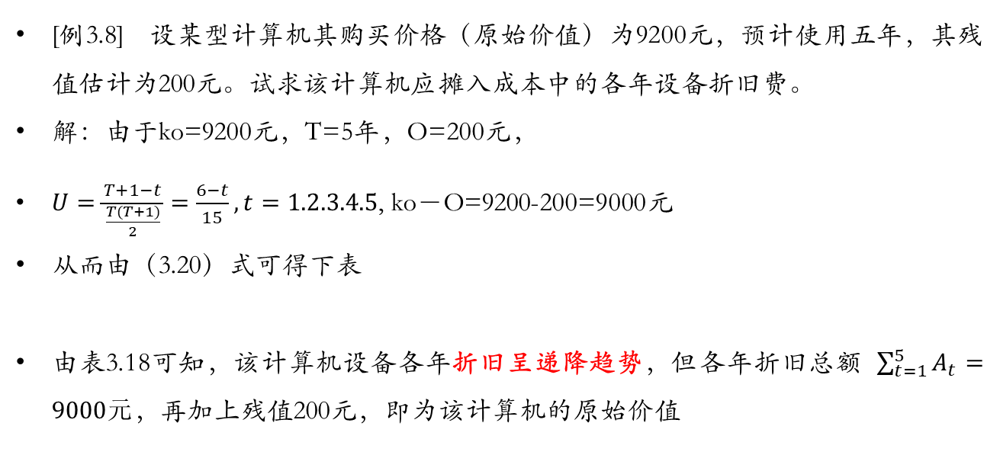 • [例3.8] 设某型计算机其购买价格（原始价值）为9200元，预计使用五年，其残
值估计为200元。试求该计算机应摊入成本中的各年设备折旧费。
• 解：由于ko=9200元，T=5年，O=200元，
• $U = \frac{T+1-t}{\frac{T(T+1)}{2}} = \frac{6-t}{15}, t = 1.2.3.4.5$, ko－O=9200-200=9000元
• 从而由（3.20）式可得下表
• 由表3.18可知，该计算机设备各年折旧呈递降趋势，但各年折旧总额 $\sum_{t=1}^{5} A_t =$
9000元，再加上残值200元，即为该计算机的原始价值